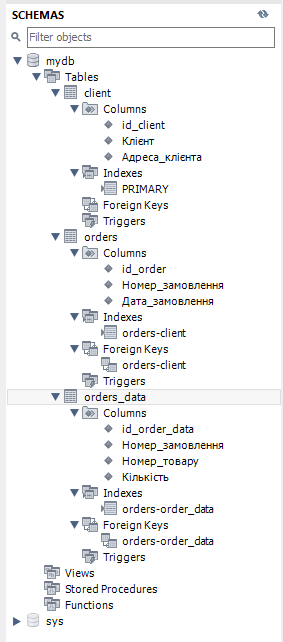 SCHEMAS
Filter objects
mydb
Tables
client
Columns
id_client
Клієнт
Адреса_клієнта
Indexes
PRIMARY
Foreign Keys
Triggers
orders
Columns
id_order
Номер_замовлення
Дата_замовлення
Indexes
orders-client
Foreign Keys
orders-client
Triggers
orders_data
Columns
id_order_data
Номер_замовлення
Номер_товару
Кількість
Indexes
orders-order_data
Foreign Keys
orders-order_data
Triggers
Views
Stored Procedures
Functions
sys